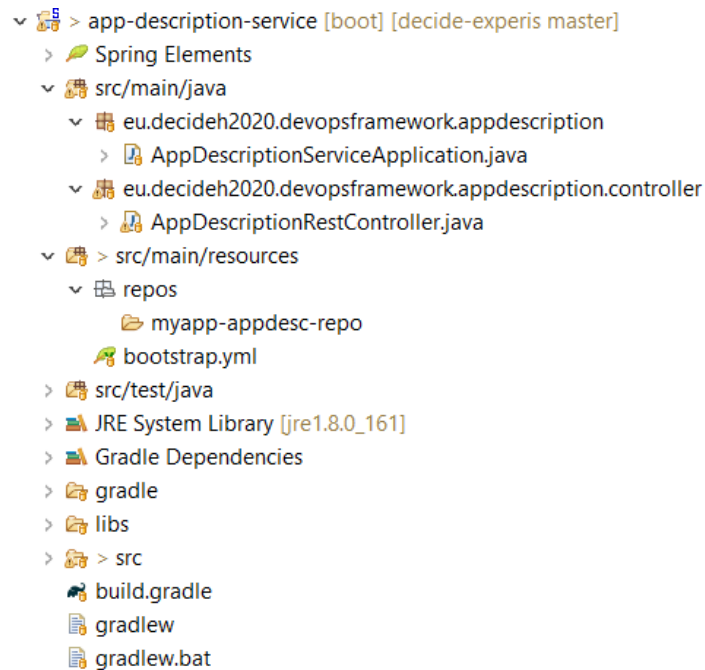 > app-description-service [boot] [decide-experis master]
Spring Elements
src/main/java
eu.decideh2020.devopsframework.appdescription
AppDescriptionServiceApplication.java
eu.decideh2020.devopsframework.appdescription.controller
AppDescriptionRestController.java
> src/main/resources
repos
myapp-appdesc-repo
bootstrap.yml
src/test/java
JRE System Library [jre1.8.0_161]
Gradle Dependencies
gradle
libs
> src
build.gradle
gradlew
gradlew.bat